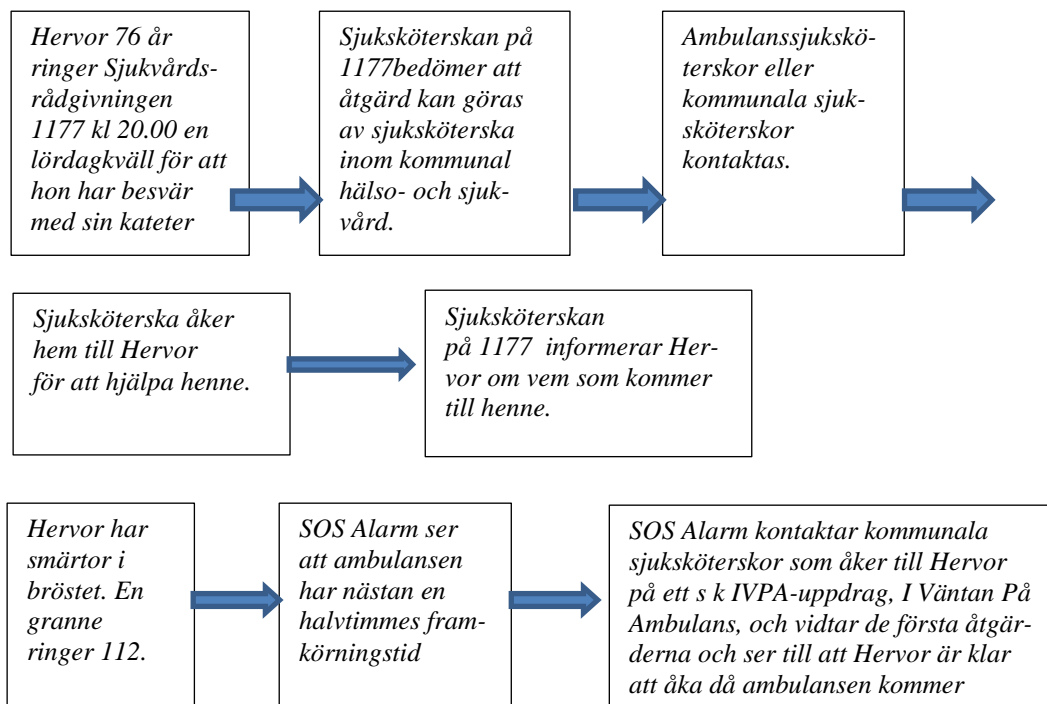 Hervor 76 år
ringer Sjukvårds-
rådgivningen
1177 kl 20.00 en
lördagkväll för att
hon har besvär
med sin kateter
Sjuksköterskan på
1177bedömer att
åtgärd kan göras
av sjuksköterska
inom kommunal
hälso- och sjuk-
vård.
Ambulanssjukskö-
terskor eller
kommunala sjuk-
sköterskor
kontaktas.
Sjuksköterska åker
hem till Hervor
för att hjälpa henne.
Sjuksköterskan
på 1177 informerar Her-
vor om vem som kommer
till henne.
Hervor har
smärtor i
bröstet. En
granne
ringer 112.
SOS Alarm ser
att ambulansen
har nästan en
halvtimmes fram-
körningstid
SOS Alarm kontaktar kommunala
sjuksköterskor som åker till Hervor
på ett s k IVPA-uppdrag, I Väntan På
Ambulans, och vidtar de första åtgär-
derna och ser till att Hervor är klar
att åka då ambulansen kommer